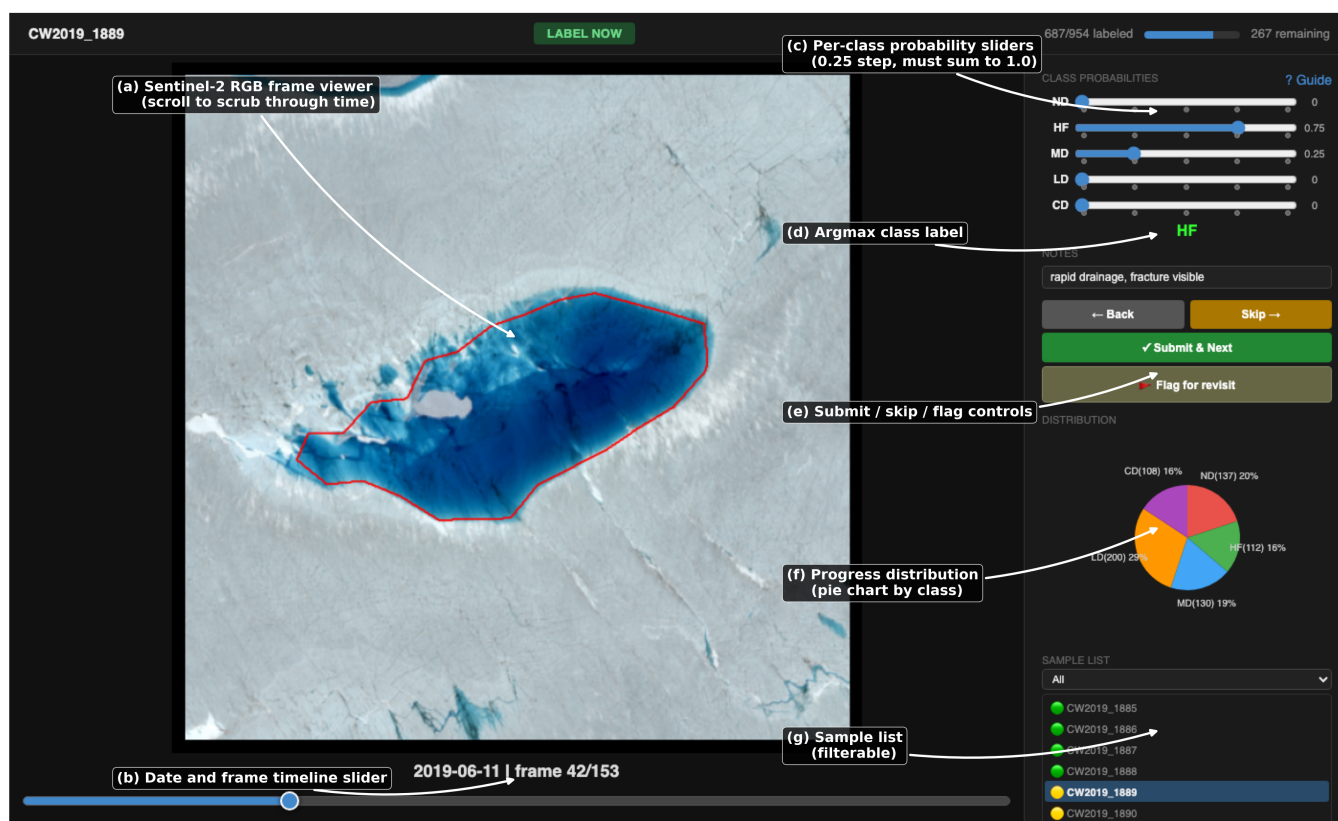 CW2019_1889
LABEL NOW
687/954 labeled
267 remaining
(a) Sentinel-2 RGB frame viewer
(scroll to scrub through time)
(b) Date and frame timeline slider
2019-06-11 | frame 42/153
(c) Per-class probability sliders
(0.25 step, must sum to 1.0)
CLASS PROBABILITIES
? Guide
ND 0
HF 0.75
MD 0.25
LD 0
CD 0
(d) Argmax class label
HF
NOTES
rapid drainage, fracture visible
← Back
Skip →
✓ Submit & Next
Flag for revisit
(e) Submit / skip / flag controls
DISTRIBUTION
CD(108) 16%
ND(137) 20%
HF(112) 16%
LD(200) 29%
MD(130) 19%
(f) Progress distribution
(pie chart by class)
SAMPLE LIST
All
(g) Sample list
(filterable)
CW2019_1885
CW2019_1886
CW2019_1887
CW2019_1888
CW2019_1889
CW2019_1890